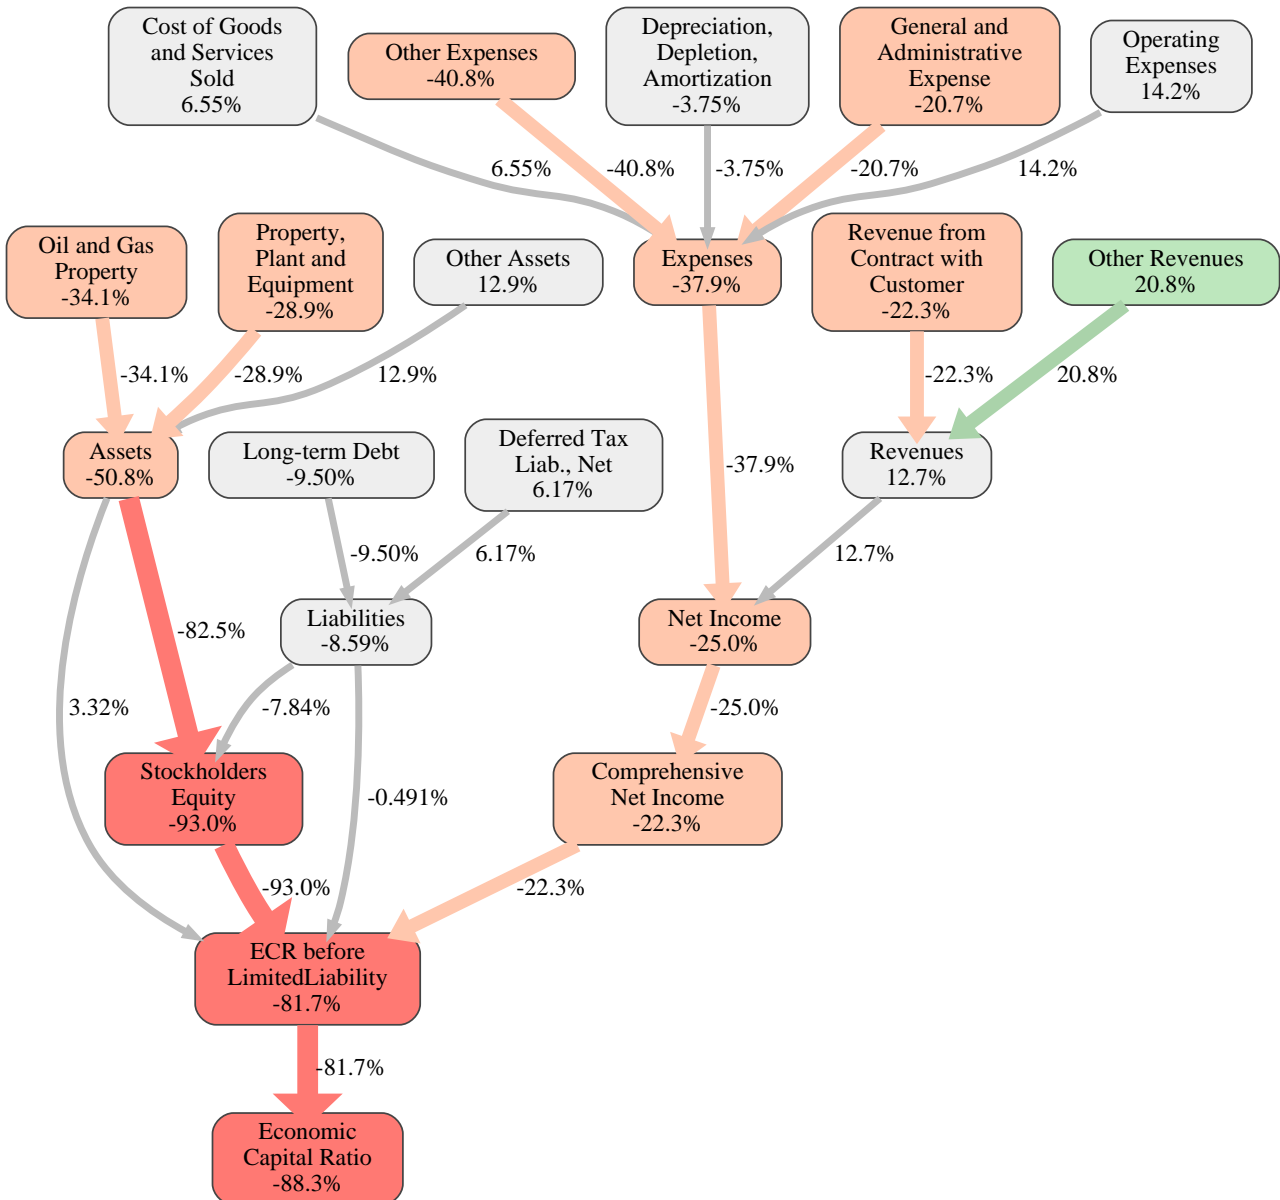 Cost of Goods
and Services
Sold
6.55%
Other Expenses
-40.8%
Depreciation,
Depletion,
Amortization
-3.75%
General and
Administrative
Expense
-20.7%
Operating
Expenses
14.2%
6.55%
-40.8%
-3.75%
-20.7%
14.2%
Oil and Gas
Property
-34.1%
Property,
Plant and
Equipment
-28.9%
Other Assets
12.9%
Expenses
-37.9%
Revenue from
Contract with
Customer
-22.3%
Other Revenues
20.8%
-34.1%
-28.9%
12.9%
-22.3%
20.8%
Assets
-50.8%
Long-term Debt
-9.50%
Deferred Tax
Liab., Net
6.17%
-37.9%
Revenues
12.7%
-9.50%
6.17%
12.7%
-82.5%
Liabilities
-8.59%
Net Income
-25.0%
3.32%
-7.84%
-25.0%
Stockholders
Equity
-93.0%
-0.491%
Comprehensive
Net Income
-22.3%
-93.0%
-22.3%
ECR before
LimitedLiability
-81.7%
-81.7%
Economic
Capital Ratio
-88.3%